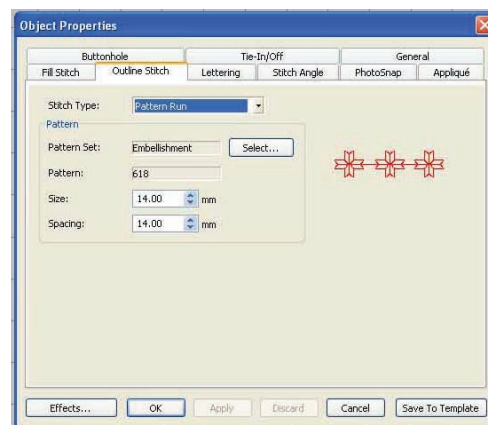 Object Properties
Buttonhole Tie-In/Off General
Fill Stitch Outline Stitch Lettering Stitch Angle PhotoSnap Appliqué
Stitch Type: Pattern Run
Pattern
Pattern Set: Embellishment Select...
Pattern: 618
Size: 14.00 mm
Spacing: 14.00 mm
Effects... OK Apply Discard Cancel Save To Template